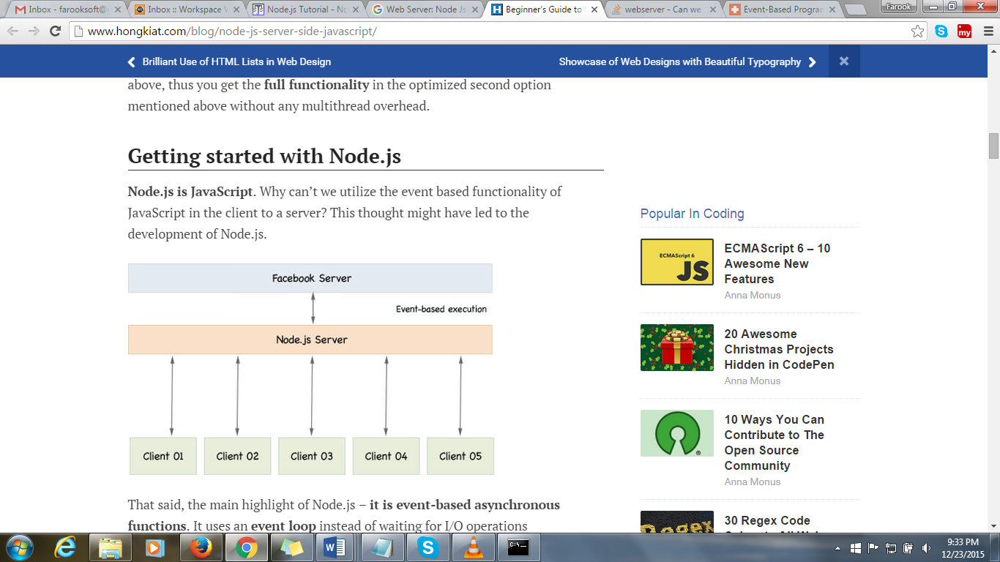 Inbox - farooksoft@
Inbox :: Workspace
Node.js Tutorial - No
Web Server: Node Js
Beginner's Guide to
webserver - Can we
Event-Based Program
Farook
www.hongkiat.com/blog/node-js-server-side-javascript/
my
Brilliant Use of HTML Lists in Web Design
Showcase of Web Designs with Beautiful Typography
above, thus you get the full functionality in the optimized second option
mentioned above without any multithread overhead.
Getting started with Node.js
Node.js is JavaScript. Why can't we utilize the event based functionality of
JavaScript in the client to a server? This thought might have led to the
development of Node.js.
Facebook Server
Event-based execution
Node.js Server
Client 01
Client 02
Client 03
Client 04
Client 05
That said, the main highlight of Node.js – it is event-based asynchronous
functions. It uses an event loop instead of waiting for I/O operations
Popular In Coding
ECMAScript 6
JS
ECMAScript 6 – 10
Awesome New
Features
Anna Monus
20 Awesome
Christmas Projects
Hidden in CodePen
Anna Monus
10 Ways You Can
Contribute to The
Open Source
Community
Anna Monus
Regex
30 Regex Code
9:33 PM
12/23/2015